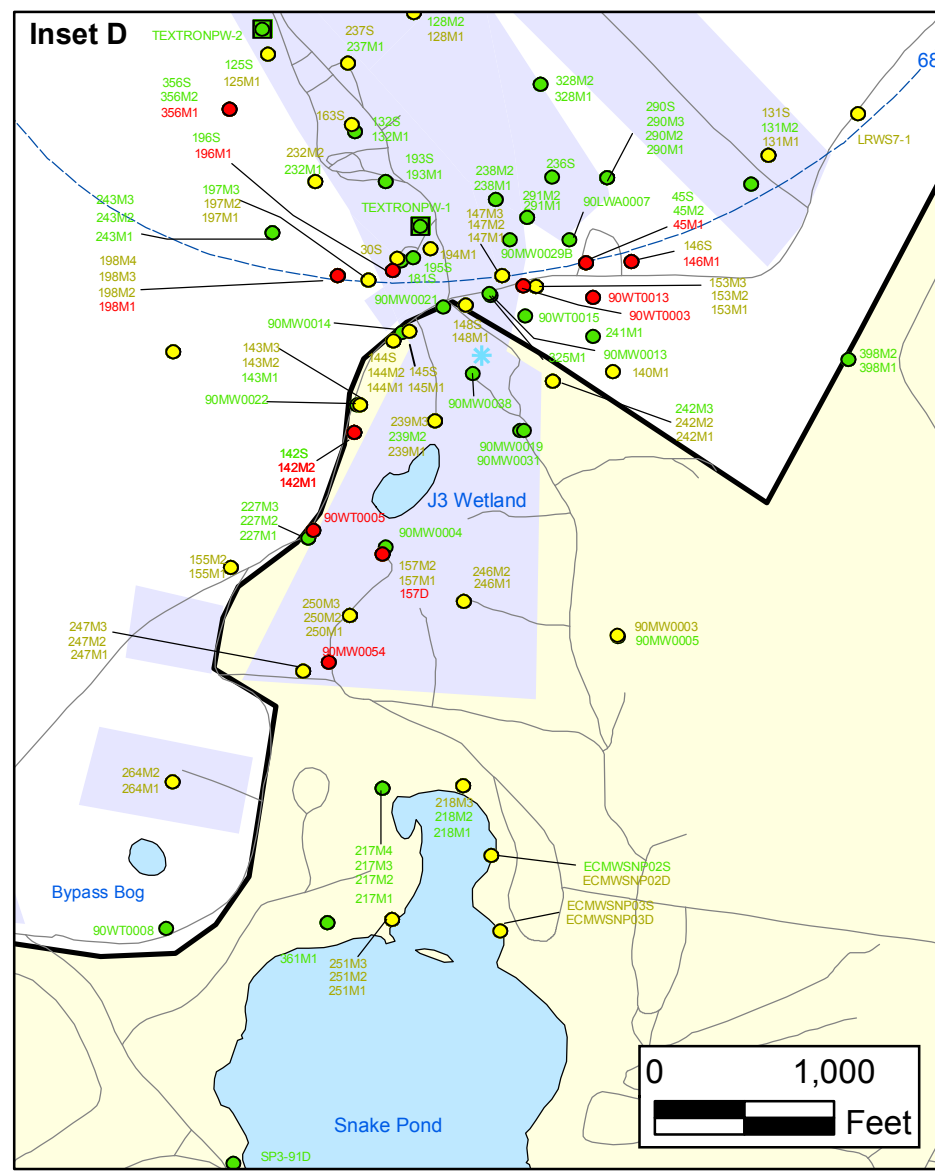 Inset D
TEXTRONPW-2
125S
125M1
237S
237M1
128M2
128M1
68
356S
356M2
356M1
328M2
328M1
290S
290M3
290M2
290M1
131S
131M2
131M1
LRWS7-1
163S
132S
132M1
196S
196M1
232M2
232M1
193S
193M1
238M2
238M1
236S
291M2
291M1
90LWA0007
45S
45M2
45M1
243M3
243M2
243M1
197M3
197M2
197M1
TEXTRONPW-1
147M3
147M2
147M1
90MW0029B
146S
146M1
198M4
198M3
198M2
198M1
30S
194M1
195S
181S
153M3
153M2
153M1
90WT0013
90WT0003
90MW0021
90MW0014
90WT0015
148S
148M1
241M1
90MW0013
325M1
140M1
398M2
398M1
143M3
143M2
143M1
144S
144M2
144M1
145S
145M1
90MW0022
90MW0038
242M3
242M2
242M1
239M3
239M2
239M1
142S
142M2
142M1
90MW0019
90MW0031
J3 Wetland
227M3
227M2
227M1
90WT0005
90MW0004
155M2
155M1
157M2
157M1
157D
246M2
246M1
250M3
250M2
250M1
247M3
247M2
247M1
90MW0003
90MW0005
90MW0054
264M2
264M1
218M3
218M2
218M1
217M4
217M3
217M2
217M1
ECMWSNP02S
ECMWSNP02D
Bypass Bog
ECMWSNP03S
ECMWSNP03D
90WT0008
361M1
251M3
251M2
251M1
0 1,000
Feet
Snake Pond
SP3-91D